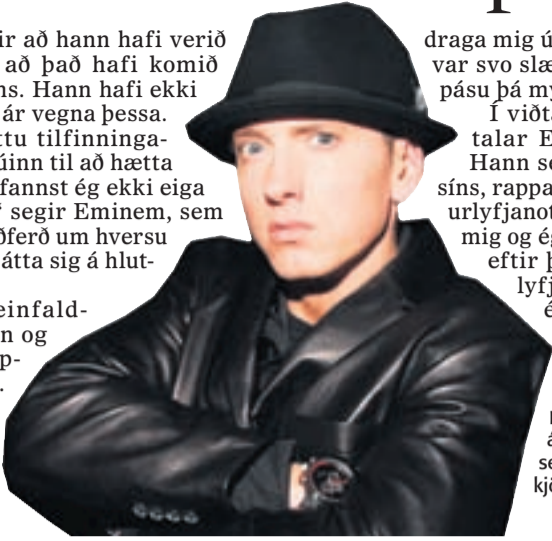 ir að hann hafi verið
að það hafi komið
ns. Hann hafi ekki
ár vegna þessa.
ttu tilfinninga-
úinn til að hætta
fannst ég ekki eiga
segir Eminem, sem
ðferð um hversu
átta sig á hlut-
einfald-
n og
p-
draga mig ú
var svo slæ
pásu þá my
Í viðta
talar E
Hann se
síns, rappa
urlyfjanot
mig og ég
eftir þ
lyfj
é
á
se
kjö